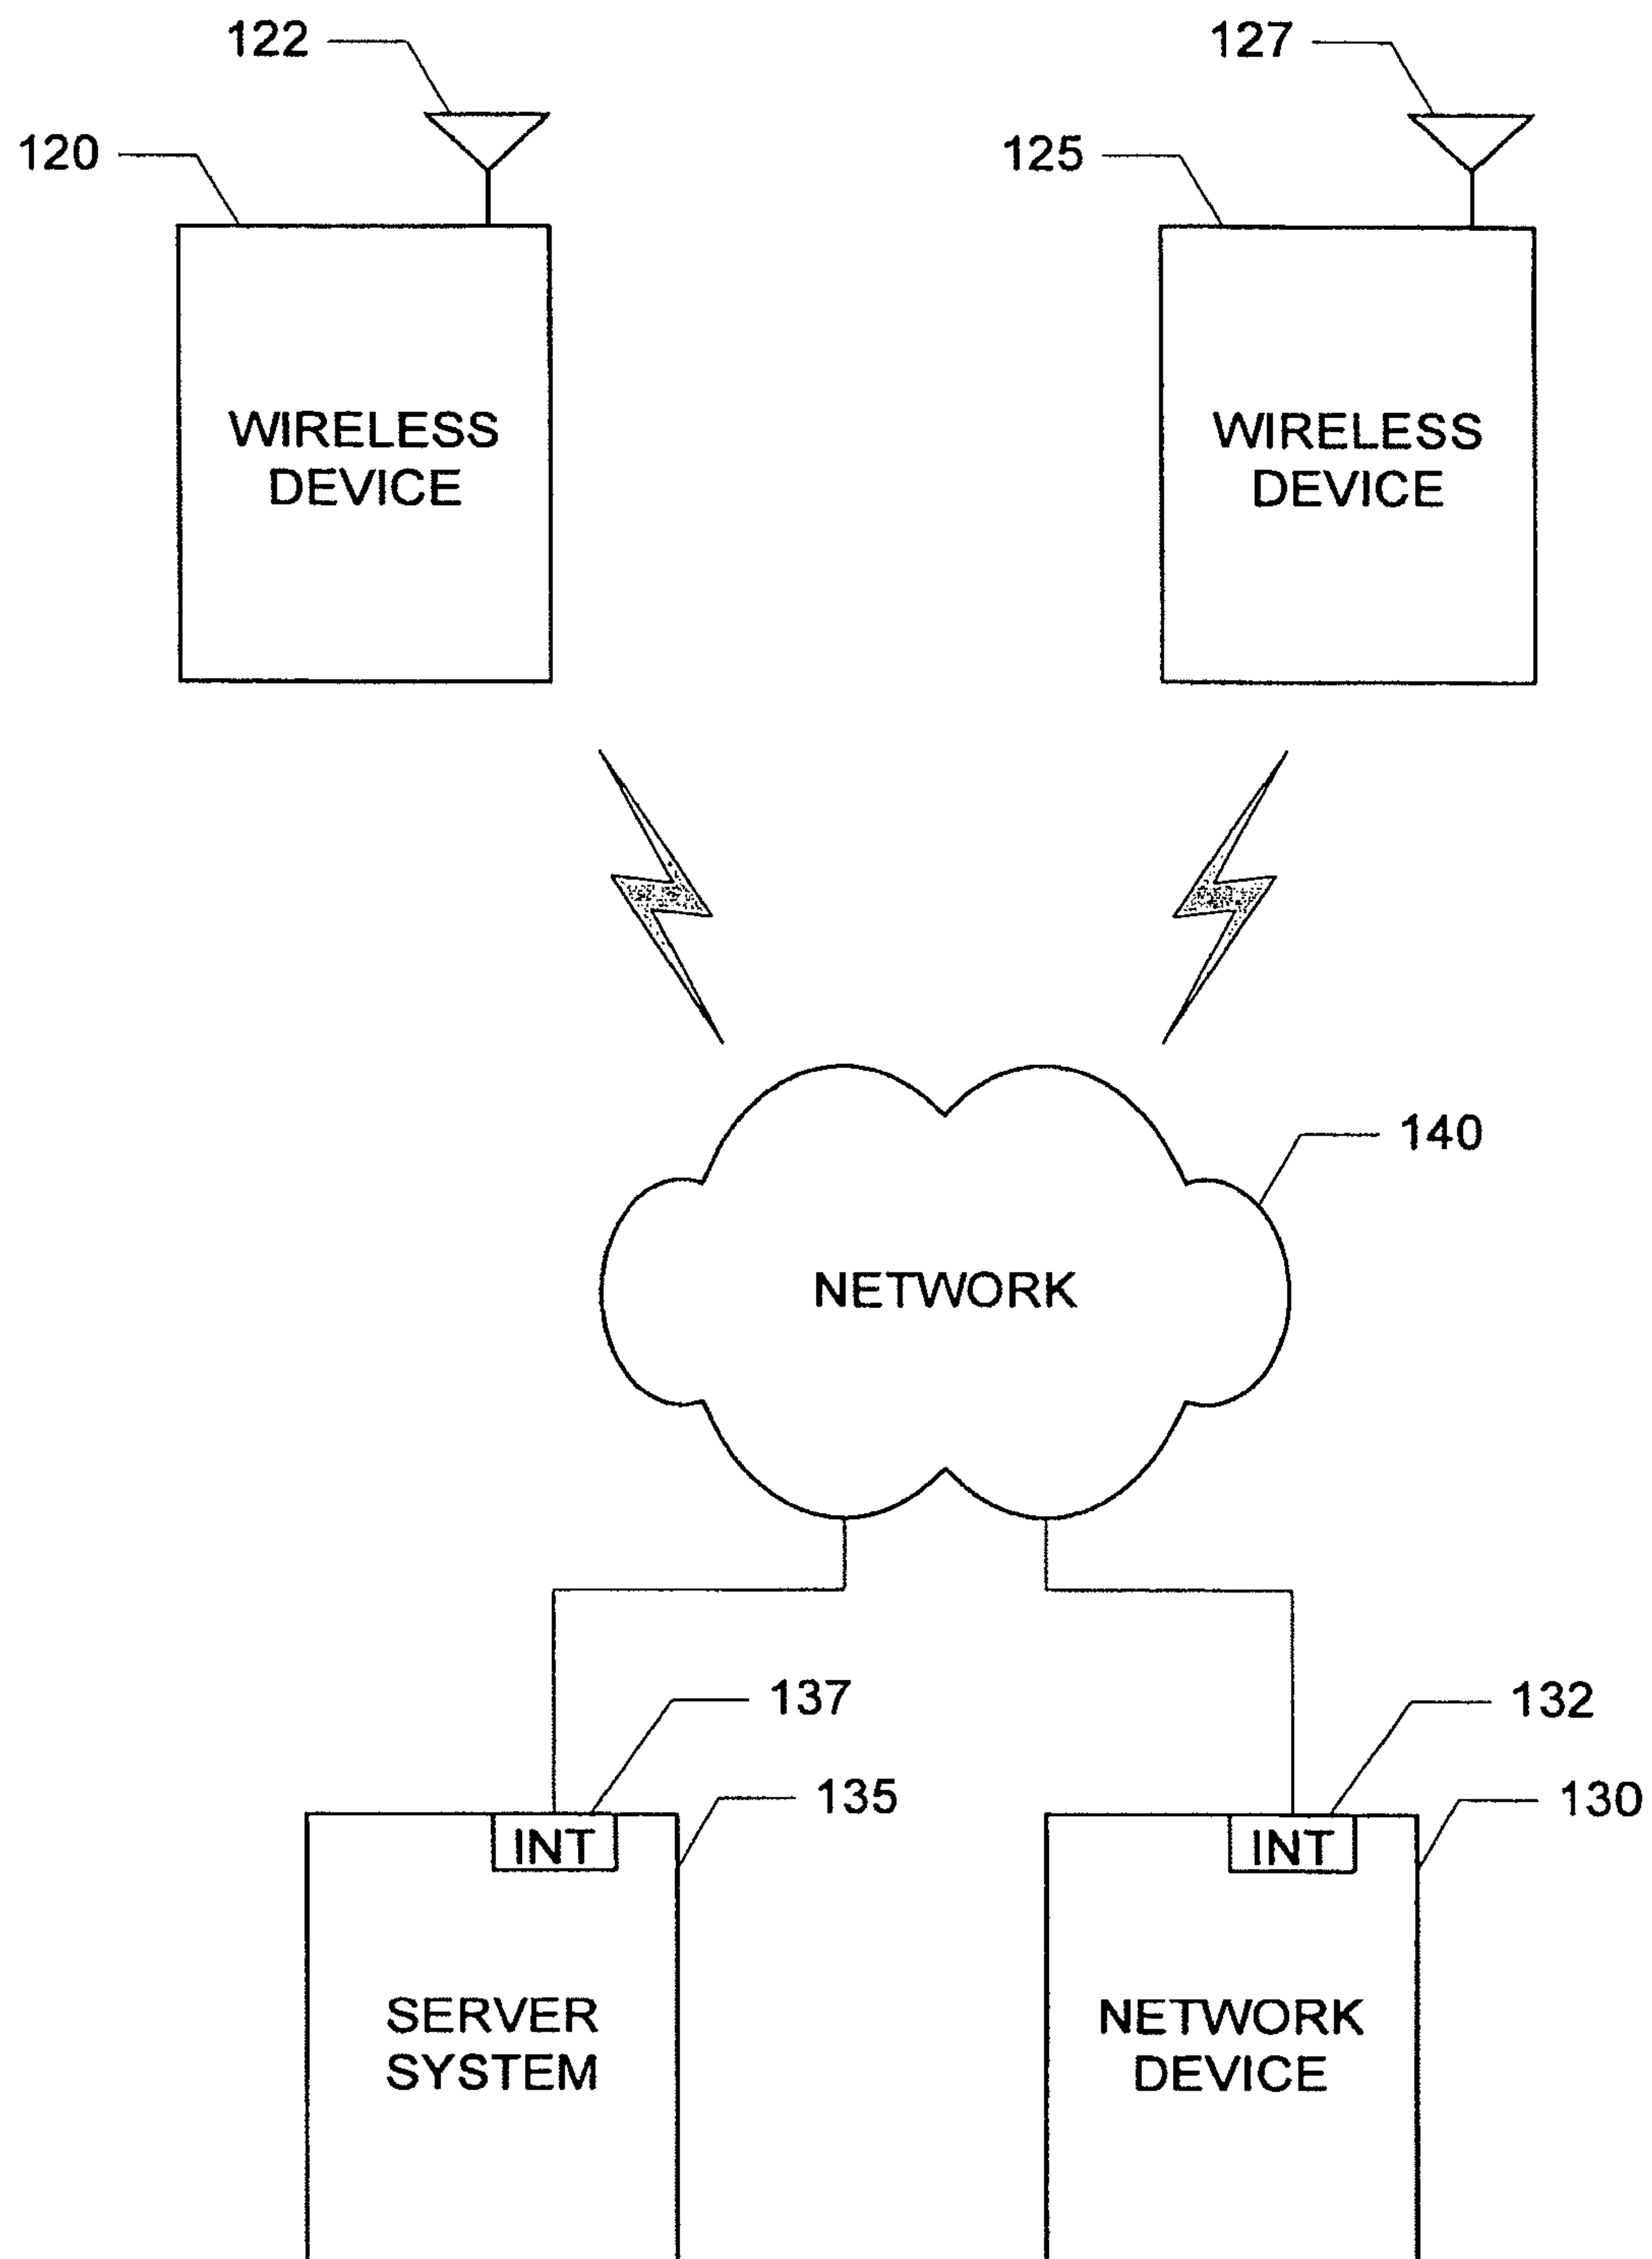 122
127
120
125
WIRELESS
DEVICE
WIRELESS
DEVICE
140
NETWORK
137
132
135
130
INT
INT
SERVER
SYSTEM
NETWORK
DEVICE